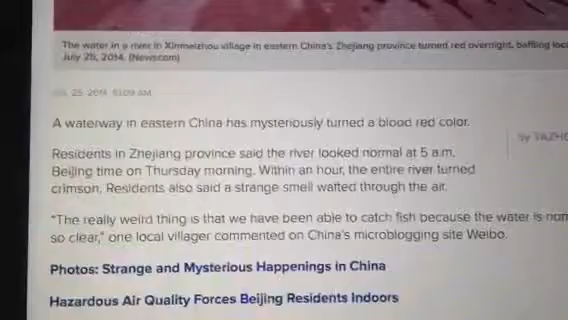 The water in a river in Xinmeizhou village in eastern China's Zhejiang province turned red overnight, baffling
July 25, 2014. (News.com)
25, 2014
A waterway in eastern China has mysteriously turned a blood red color.
by
Residents in Zhejiang province said the river looked normal at 5 a.m.
Beijing time on Thursday morning. Within an hour, the entire river turned
crimson. Residents also said a strange smell wafted through the air.
"The really weird thing is that we have been able to catch fish because the water is
so clear," one local villager commented on China's microblogging site Weibo.
Photos: Strange and Mysterious Happenings in China
Hazardous Air Quality Forces Beijing Residents Indoors